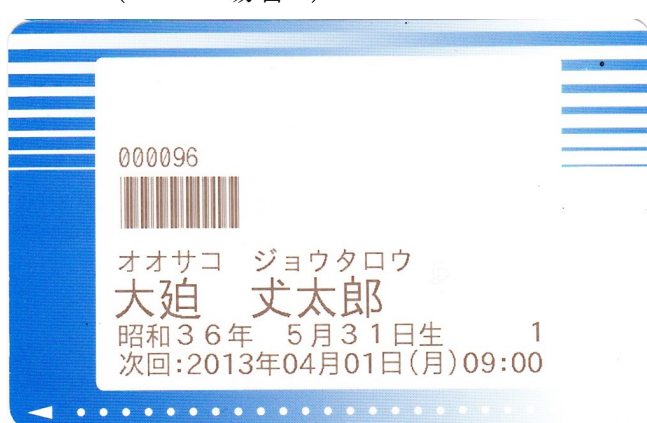 000096
オオサコ ジョウタロウ
大廹 丈太郎
昭和36年 5月31日生 1
次回:2013年04月01日(月)09:00